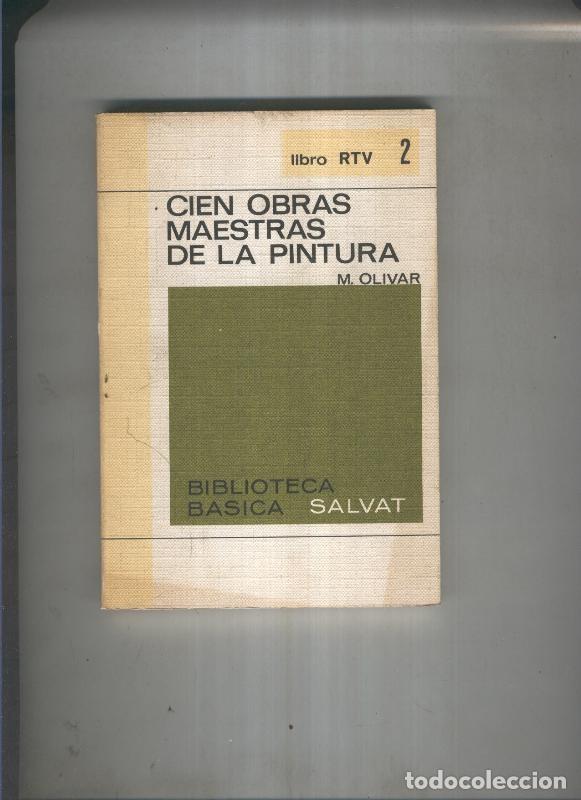 libro RTV 2
CIEN OBRAS
MAESTRAS
DE LA PINTURA
M. OLIVAR
BIBLIOTECA
BASICA SALVAT
todocoleccion